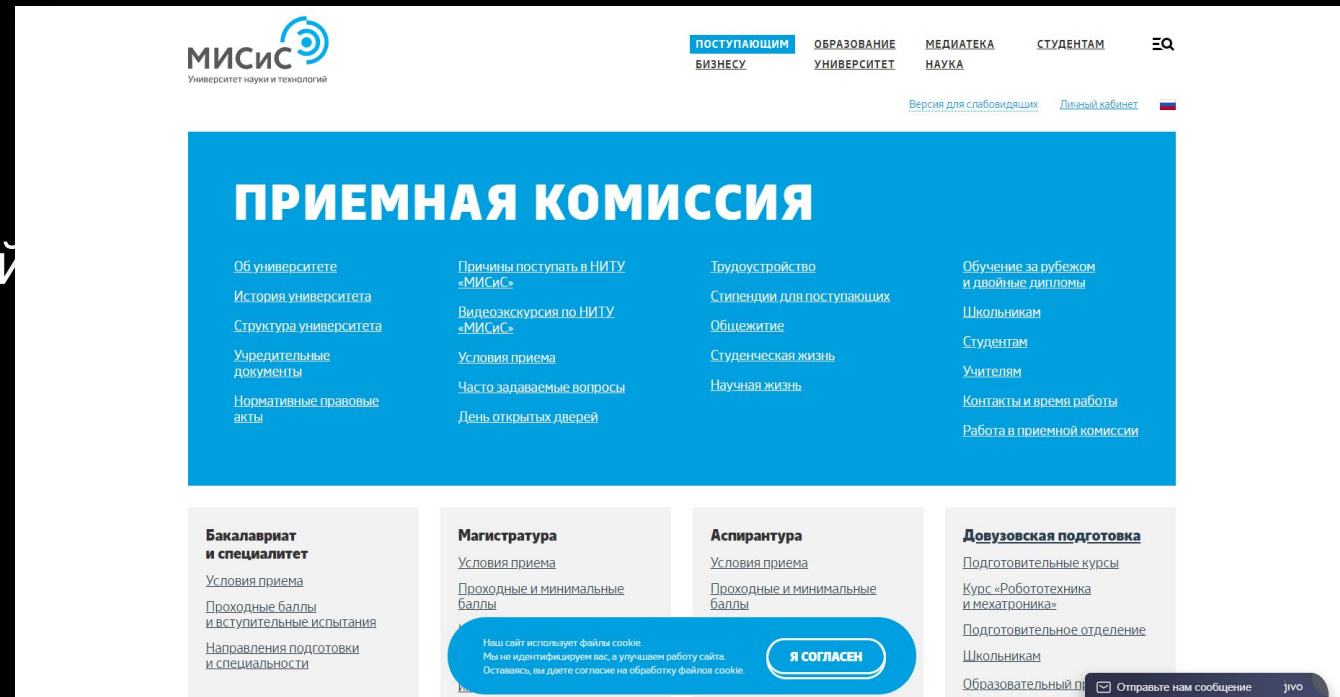 МИСиС
Университет науки и технологий
ПОСТУПАЮЩИМ ОБРАЗОВАНИЕ МЕДИАТЕКА СТУДЕНТАМ
БИЗНЕСУ УНИВЕРСИТЕТ НАУКА
Версия для слабовидящих Личный кабинет
й
ПРИЕМНАЯ КОМИССИЯ
Об университете
История университета
Структура университета
Учредительные
документы
Нормативные правовые
акты
Причины поступать в НИТУ
«МИСиС»
Видеоэкскурсия по НИТУ
«МИСиС»
Условия приема
Часто задаваемые вопросы
День открытых дверей
Трудоустройство
Стипендии для поступающих
Общежитие
Студенческая жизнь
Научная жизнь
Обучение за рубежом
и двойные дипломы
Школьникам
Студентам
Учителям
Контакты и время работы
Работа в приемной комиссии
Бакалавриат
и специалитет
Условия приема
Проходные баллы
и вступительные испытания
Направления подготовки
и специальности
Магистратура
Условия приема
Проходные и минимальные
баллы
Аспирантура
Условия приема
Проходные и минимальные
баллы
Довузовская подготовка
Подготовительные курсы
Курс «Робототехника
и мехатроника»
Подготовительное отделение
Школьникам
Образовательный
Наш сайт использует файлы cookie.
Мы не идентифицируем вас, а улучшаем работу сайта.
Оставаясь, вы даете согласие на обработку файлов cookie.
Я СОГЛАСЕН
Отправьте нам сообщение jivo